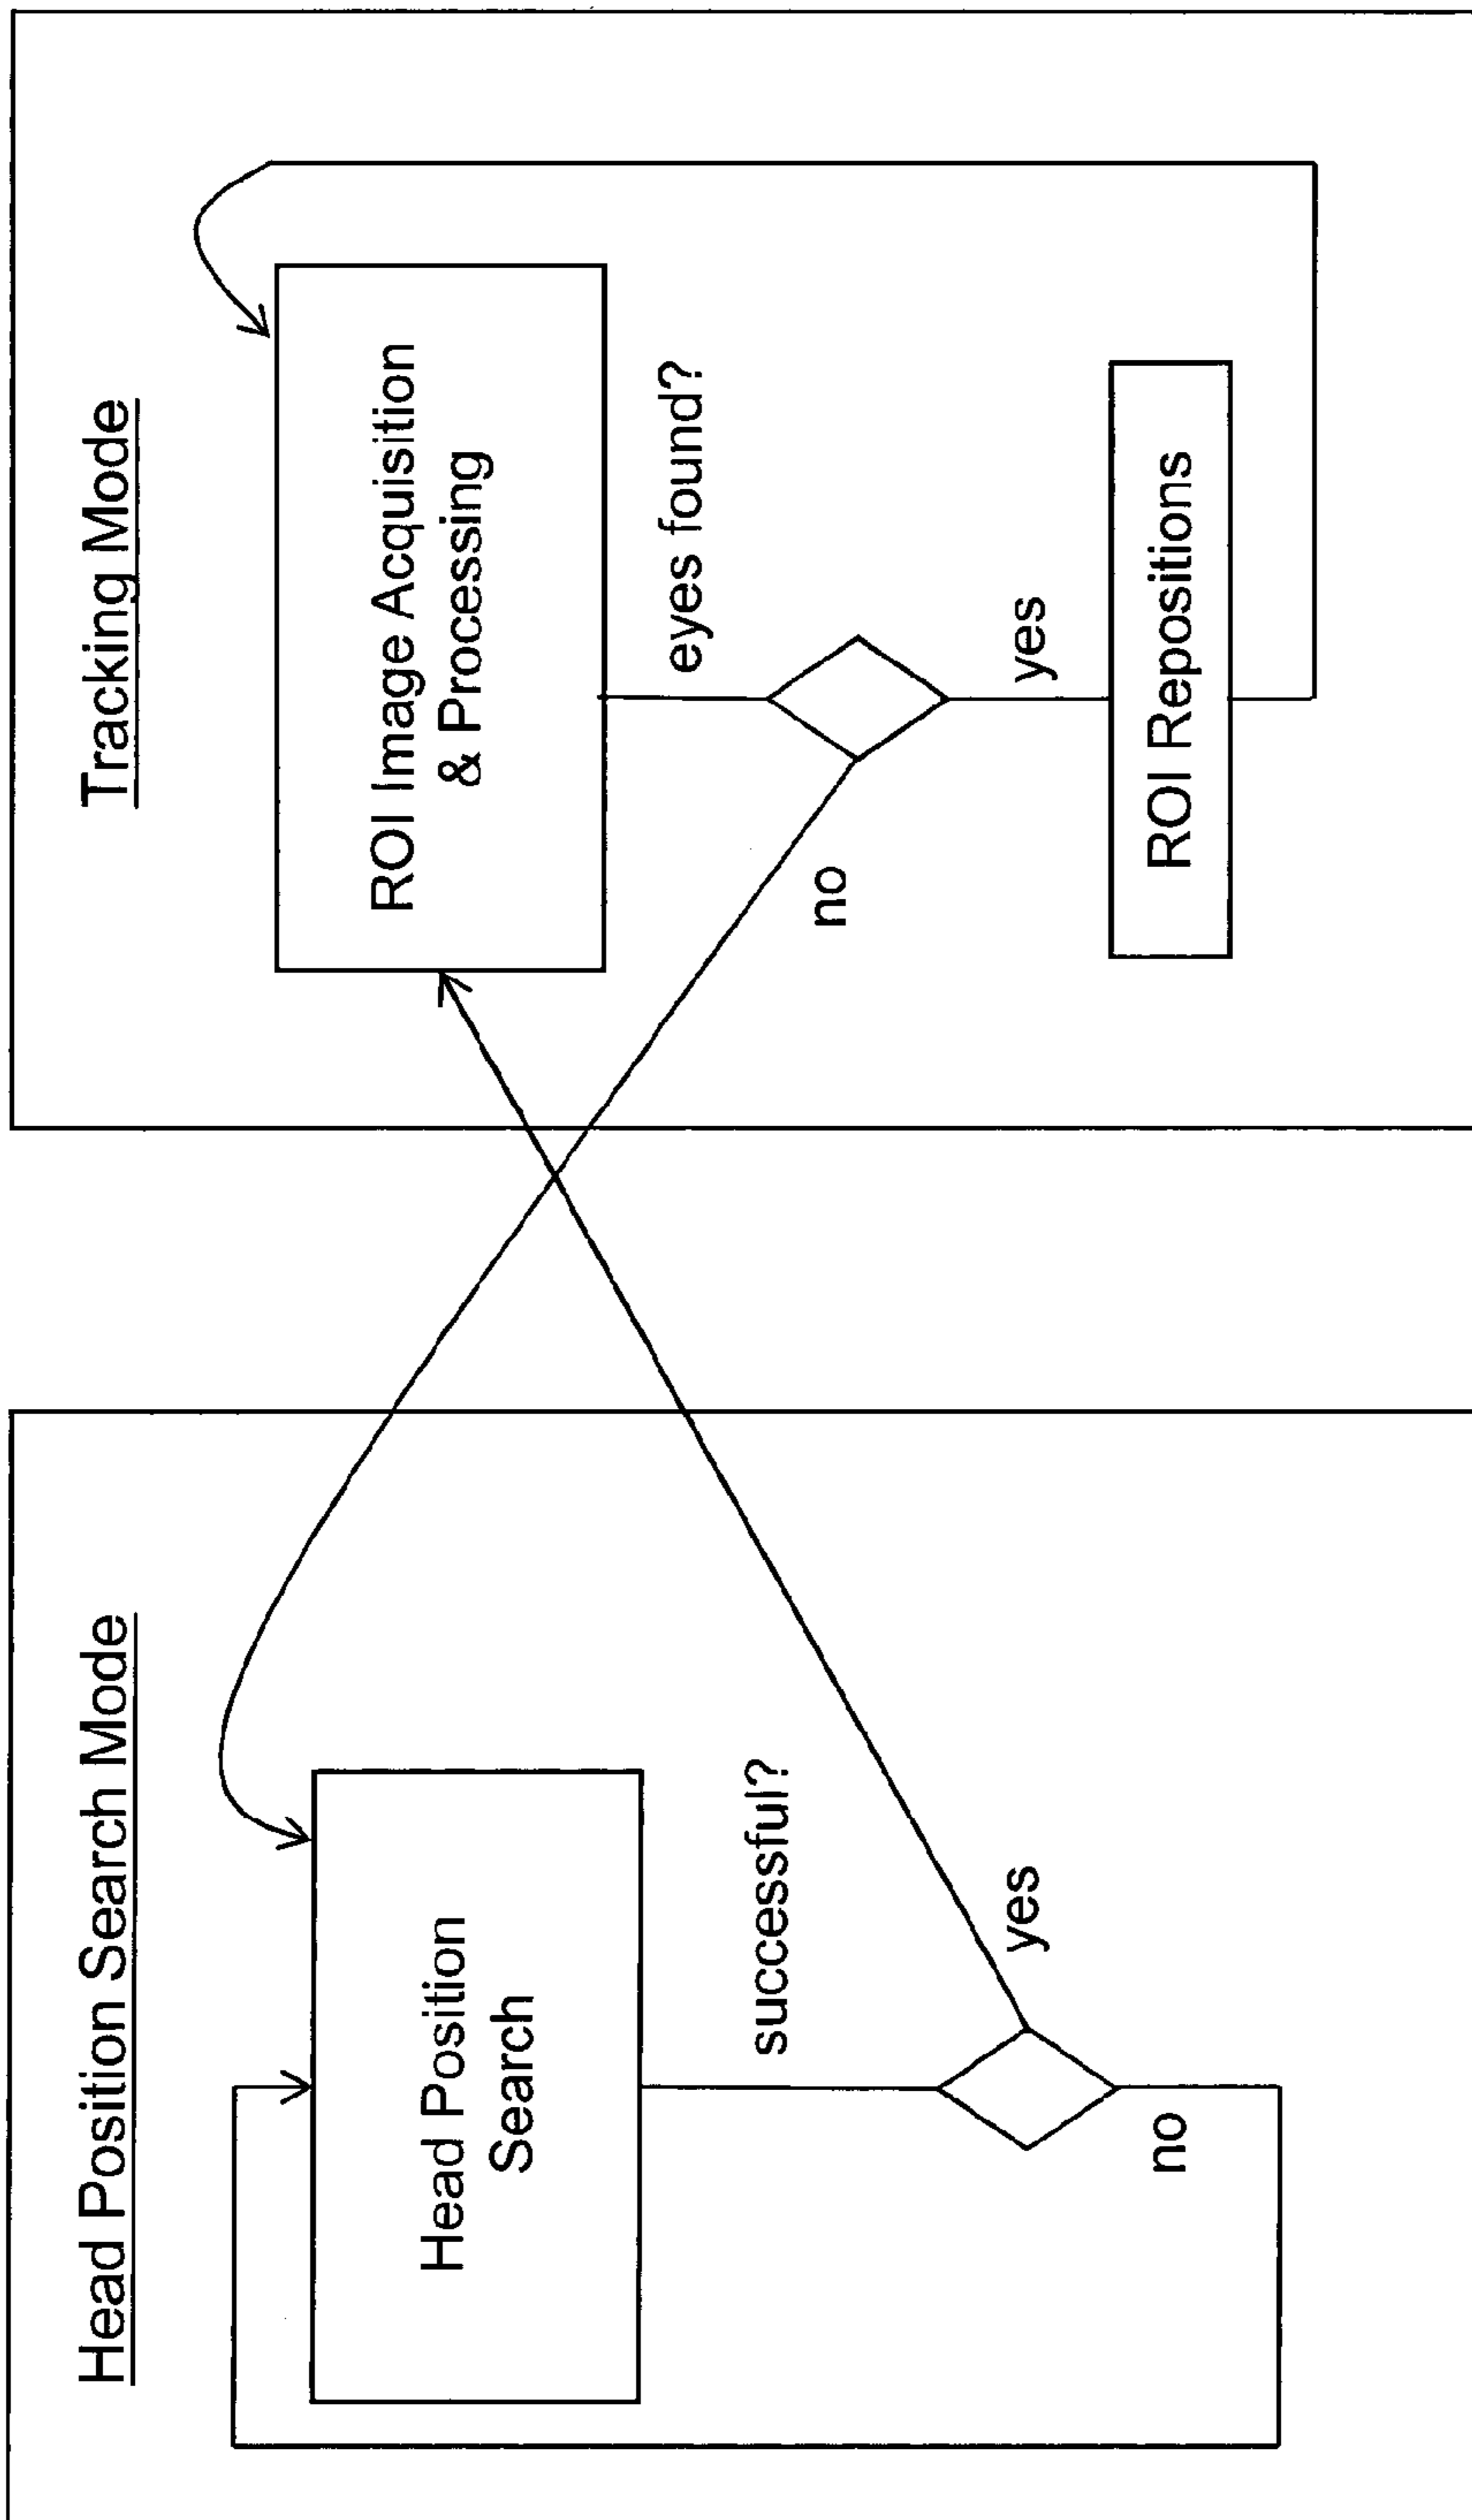 Head Position Search Mode
Head Position
Search
successful?
yes
no
Tracking Mode
ROI Image Acquisition
& Processing
eyes found?
no
yes
ROI Repositions